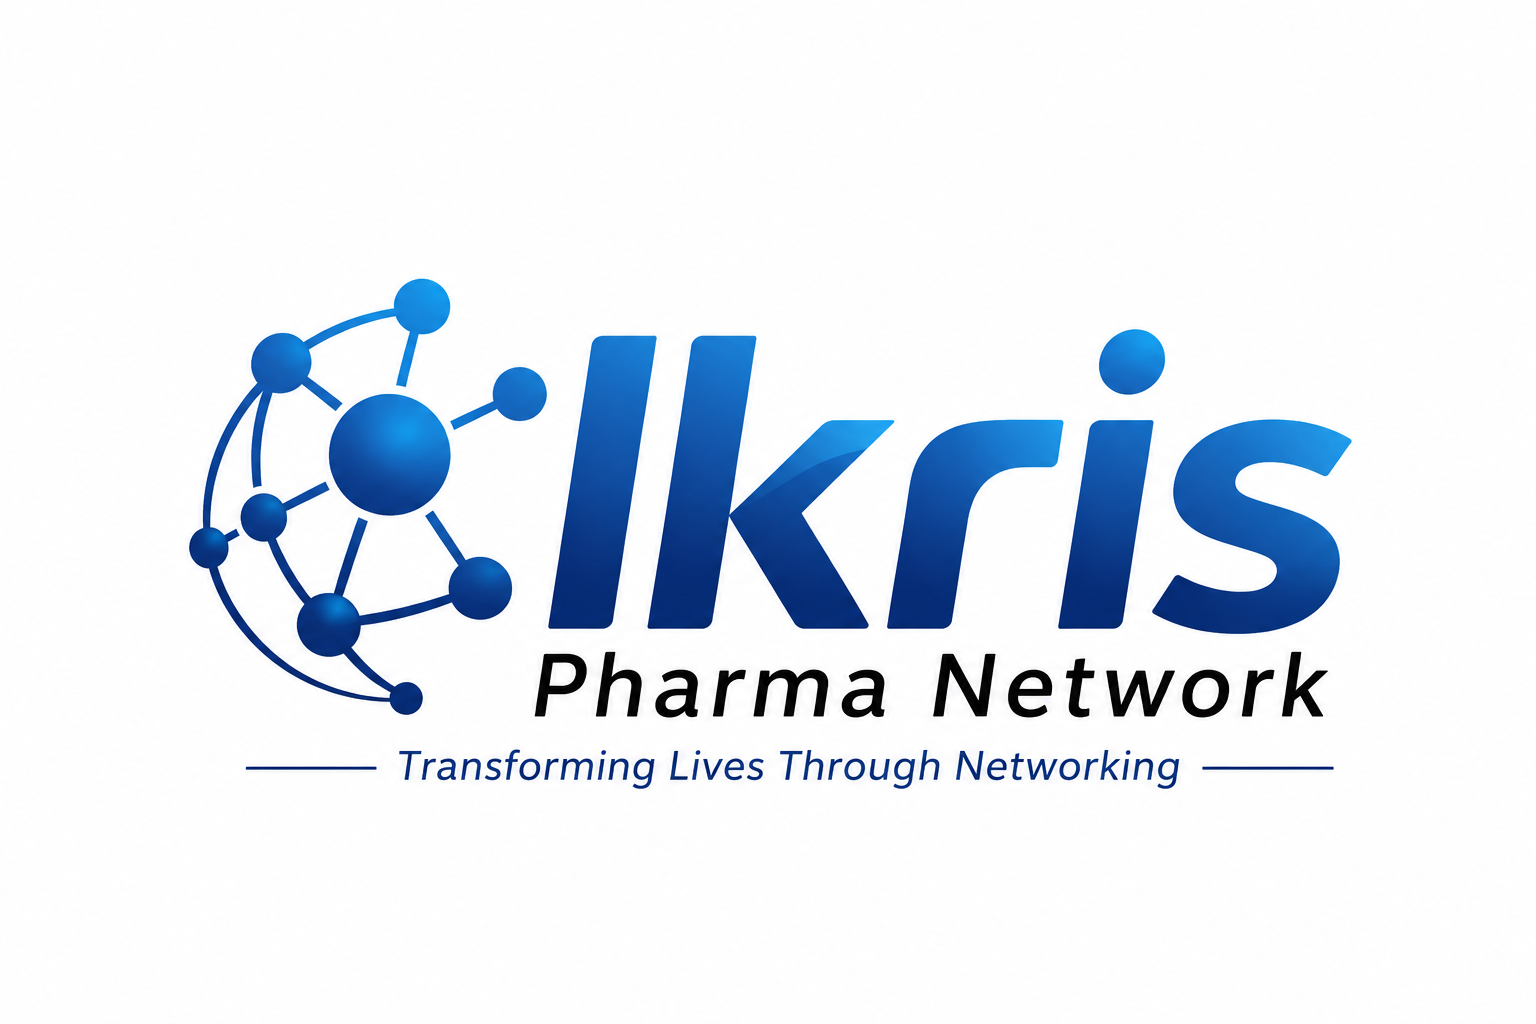 Ikris
Pharma Network
Transforming Lives Through Networking